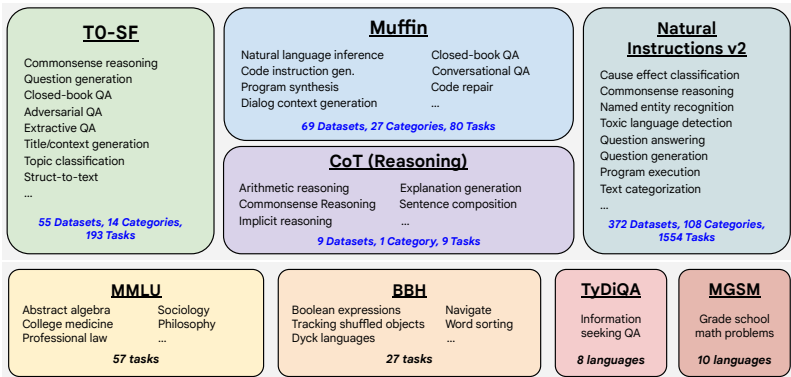 T0-SF
Commonsense reasoning
Question generation
Closed-book QA
Adversarial QA
Extractive QA
Title/context generation
Topic classification
Struct-to-text
...
55 Datasets, 14 Categories,
193 Tasks
Muffin
Natural language inference
Code instruction gen.
Program synthesis
Dialog context generation
Closed-book QA
Conversational QA
Code repair
...
69 Datasets, 27 Categories, 80 Tasks
CoT (Reasoning)
Arithmetic reasoning
Commonsense Reasoning
Implicit reasoning
Explanation generation
Sentence composition
...
9 Datasets, 1 Category, 9 Tasks
Natural
Instructions v2
Cause effect classification
Commonsense reasoning
Named entity recognition
Toxic language detection
Question answering
Question generation
Program execution
Text categorization
...
372 Datasets, 108 Categories,
1554 Tasks
MMLU
Abstract algebra
College medicine
Professional law
Sociology
Philosophy
...
57 tasks
BBH
Boolean expressions
Tracking shuffled objects
Dyck languages
Navigate
Word sorting
...
27 tasks
TyDiQA
Information
seeking QA
8 languages
MGSM
Grade school
math problems
10 languages